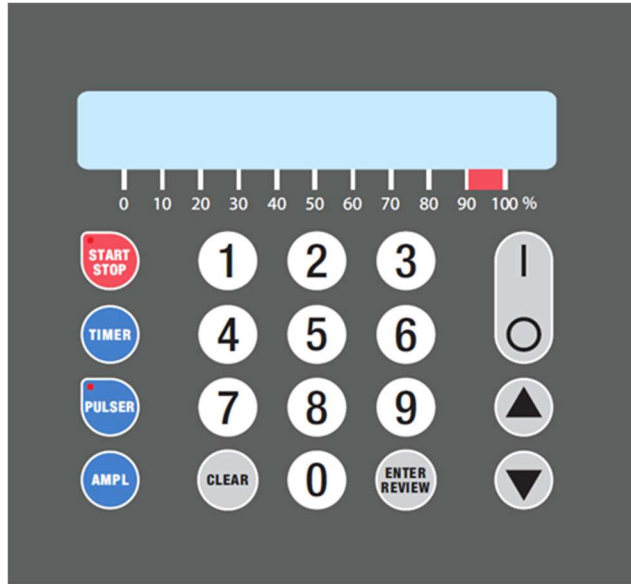 0 10 20 30 40 50 60 70 80 90 100 %
START
STOP
1 2 3
I
TIMER
4 5 6
O
PULSER
7 8 9
AMPL
CLEAR
0
ENTER
REVIEW